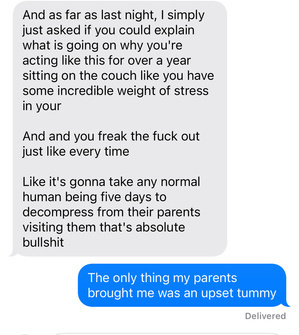 And as far as last night, I simply
just asked if you could explain
what is going on why you're
acting like this for over a year
sitting on the couch like you have
some incredible weight of stress
in your
And and you freak the fuck out
just like every time
Like it's gonna take any normal
human being five days to
decompress from their parents
visiting them that's absolute
bullshit
The only thing my parents
brought me was an upset tummy
Delivered